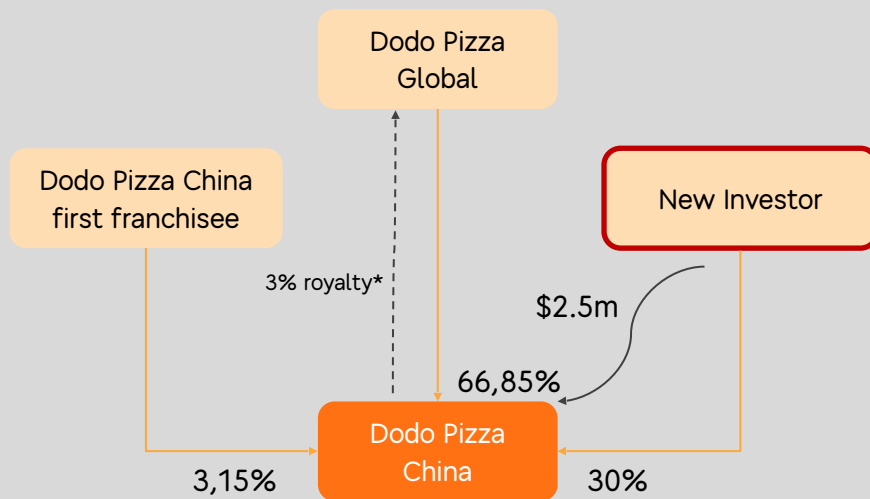 Dodo Pizza
Global
Dodo Pizza China
first franchisee
New Investor
3% royalty*
$2.5m
66,85%
Dodo Pizza
China
3,15%
30%